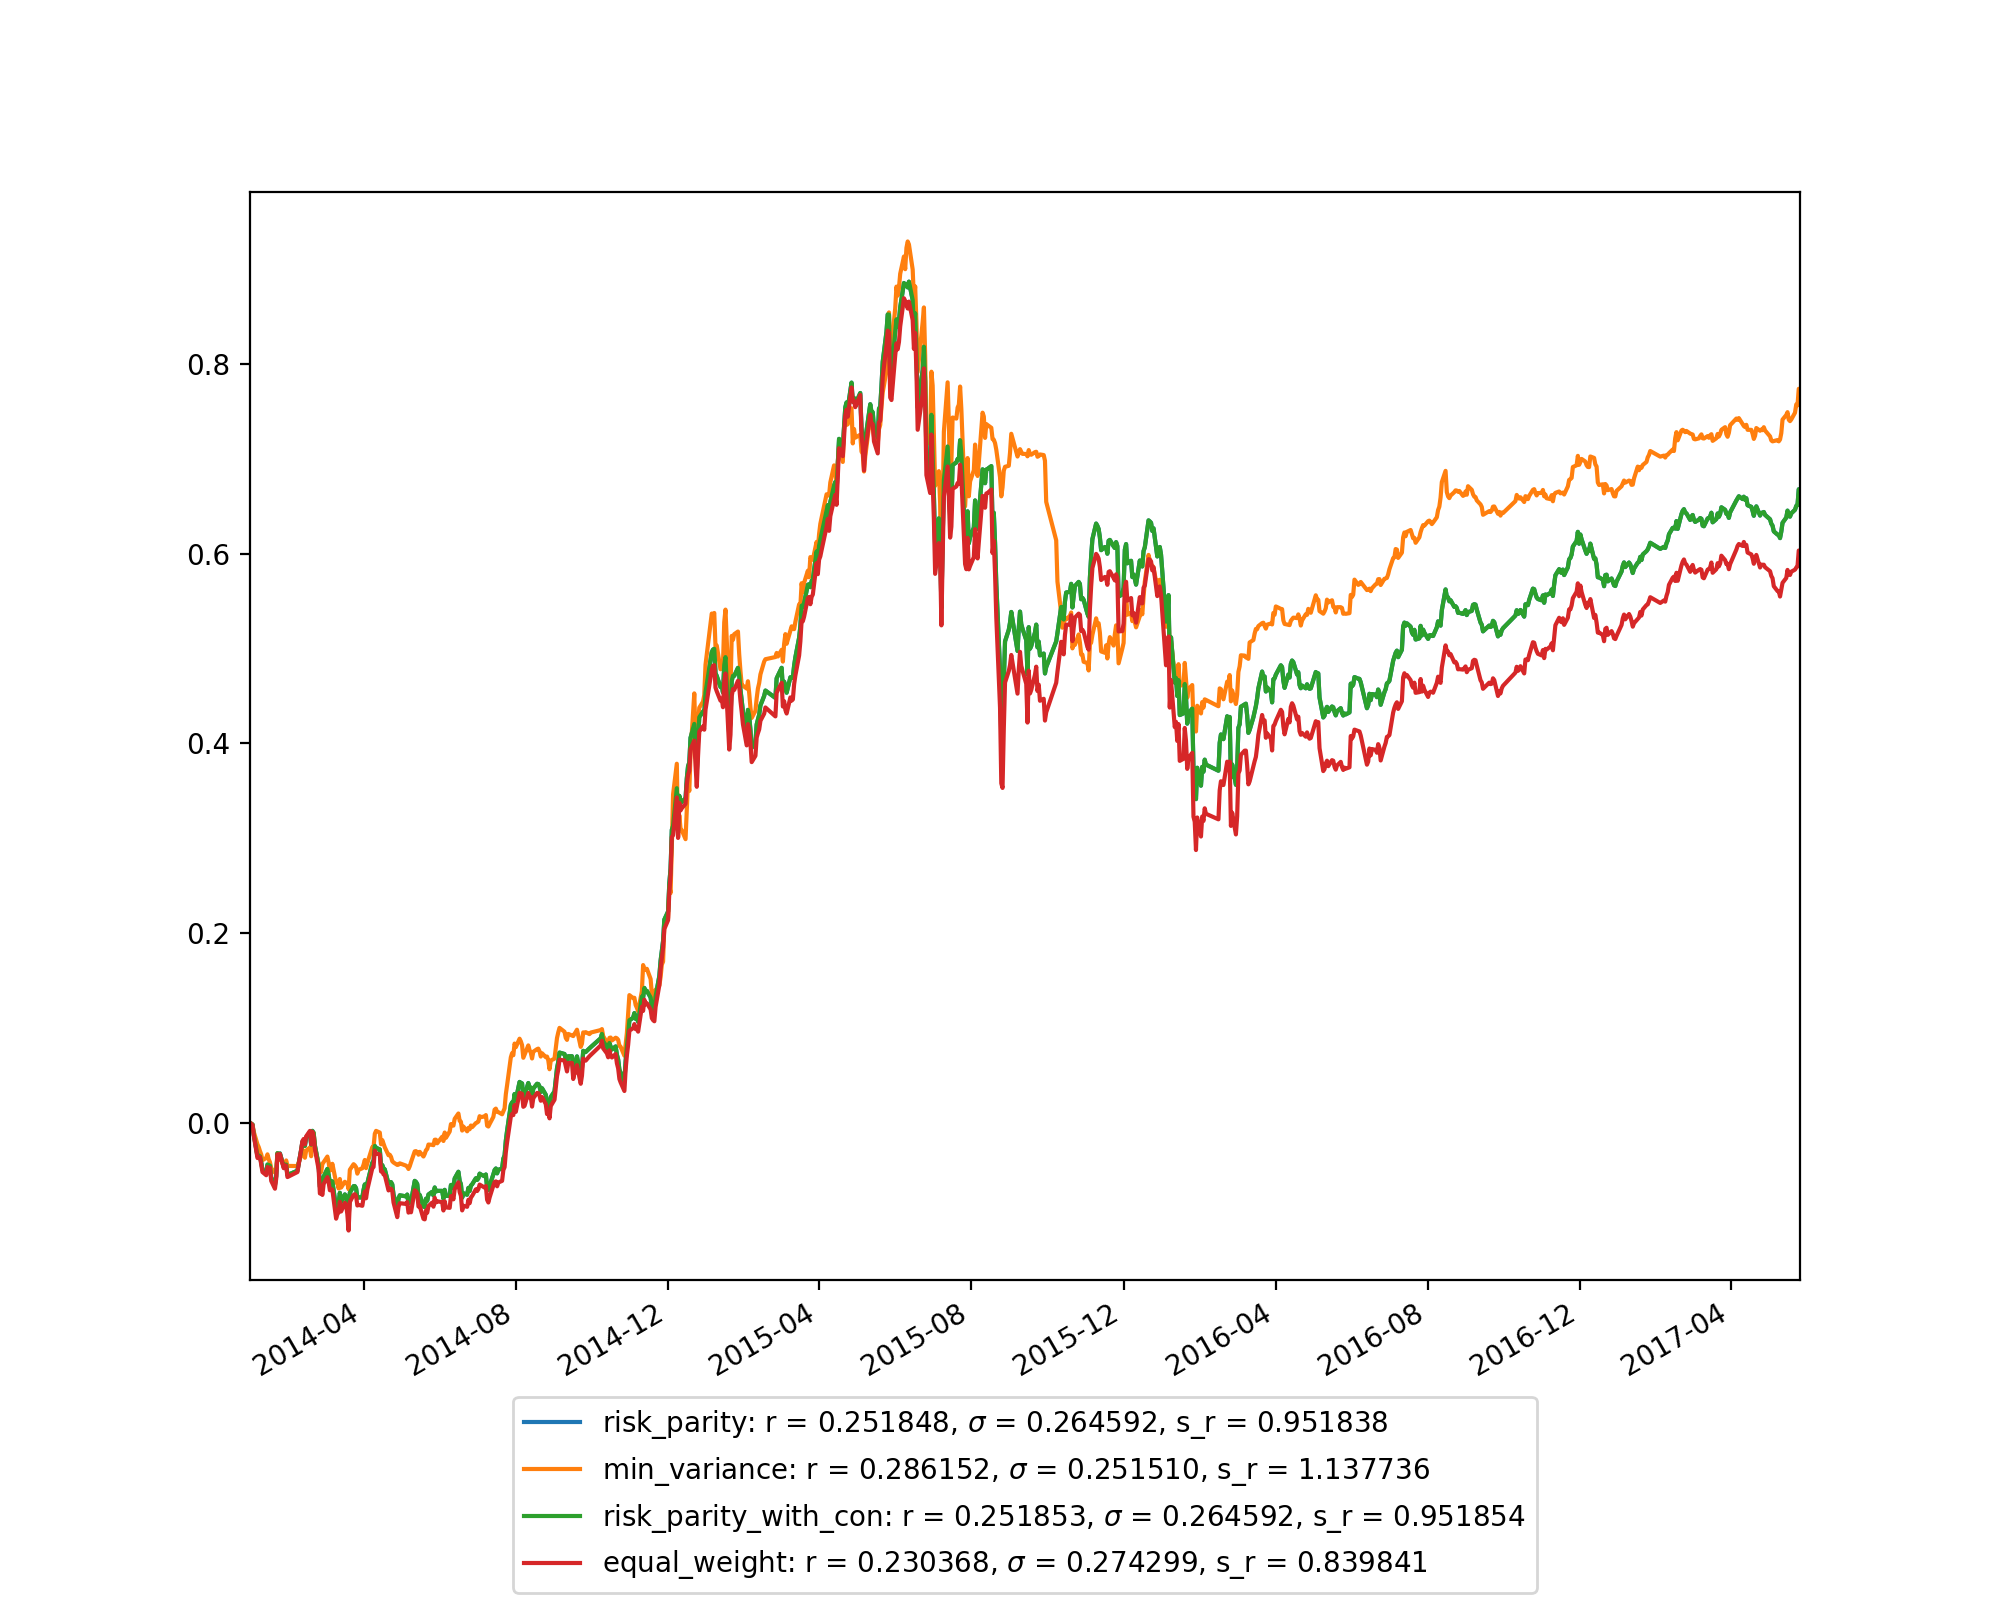 0.8
0.6
0.4
0.2
0.0
2014-04 2014-08 2014-12 2015-04 2015-08 2015-12 2016-04 2016-08 2016-12 2017-04
risk_parity: r = 0.251848, σ = 0.264592, s_r = 0.951838
min_variance: r = 0.286152, σ = 0.251510, s_r = 1.137736
risk_parity_with_con: r = 0.251853, σ = 0.264592, s_r = 0.951854
equal_weight: r = 0.230368, σ = 0.274299, s_r = 0.839841